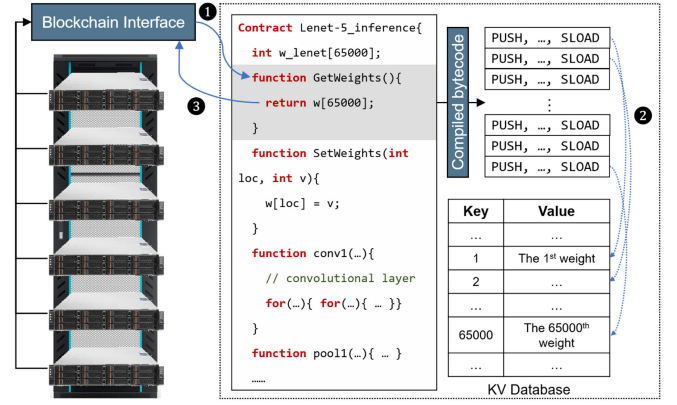 Blockchain Interface
1
3
Contract Lenet-5_inference{
int w_lenet[65000];
function GetWeights(){
return w[65000];
}
function SetWeights(int
loc, int v){
w[loc] = v;
}
function conv1(…){
// convolutional layer
for(…){ for(…){ … }}
}
function pool1(…){ … }
……
Compiled bytecode
PUSH, …, SLOAD
PUSH, …, SLOAD
PUSH, …, SLOAD
⋮
PUSH, …, SLOAD
PUSH, …, SLOAD
PUSH, …, SLOAD
2
Key Value
… …
1 The 1st weight
2 …
… …
65000 The 65000th
weight
… …
KV Database